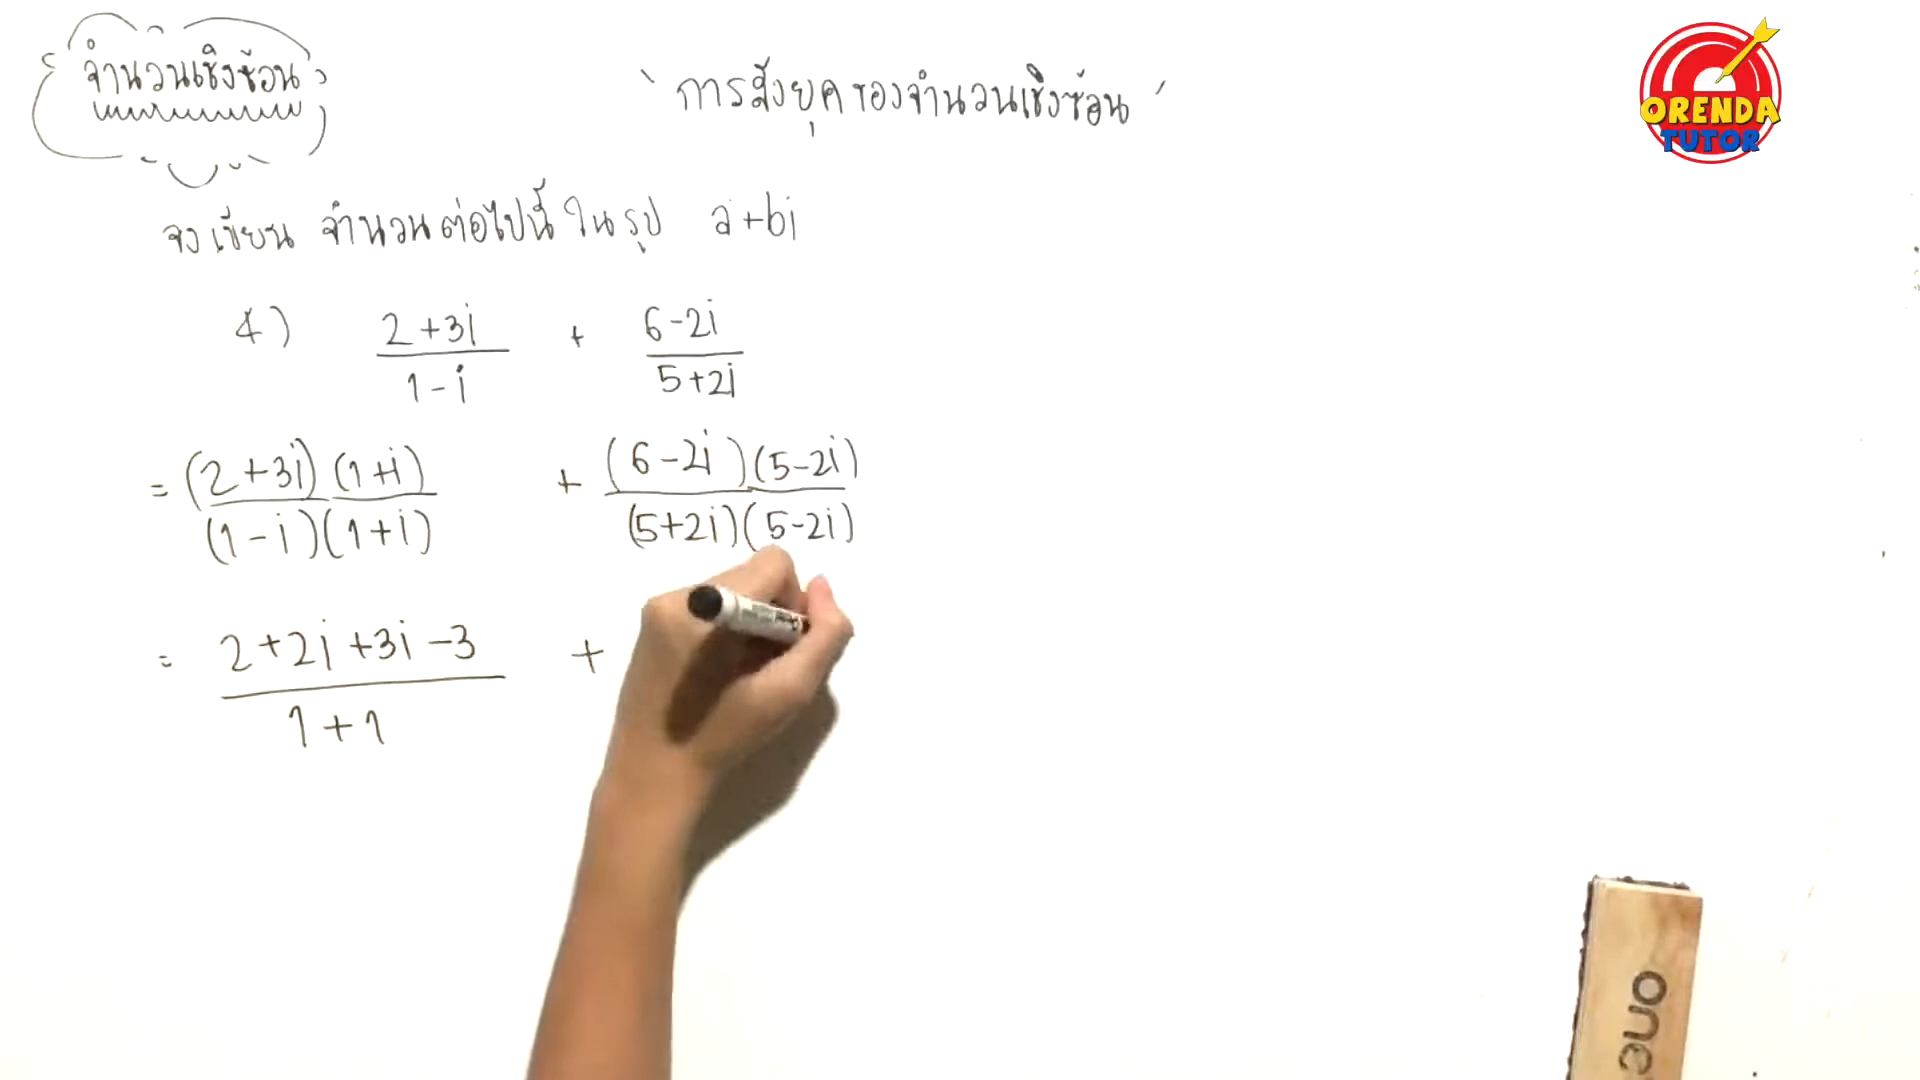 จำนวนเชิงซ้อน
` การสังยุคของจำนวนเชิงซ้อน ´
ORENDA
TUTOR
จงเขียน จำนวนต่อไปนี้ ในรูป a+bi
4) (2+3i)/(1-i) + (6-2i)/(5+2i)
= (2+3i)(1+i)/(1-i)(1+i) + (6-2i)(5-2i)/(5+2i)(5-2i)
= (2+2i+3i-3)/(1+1) +
one